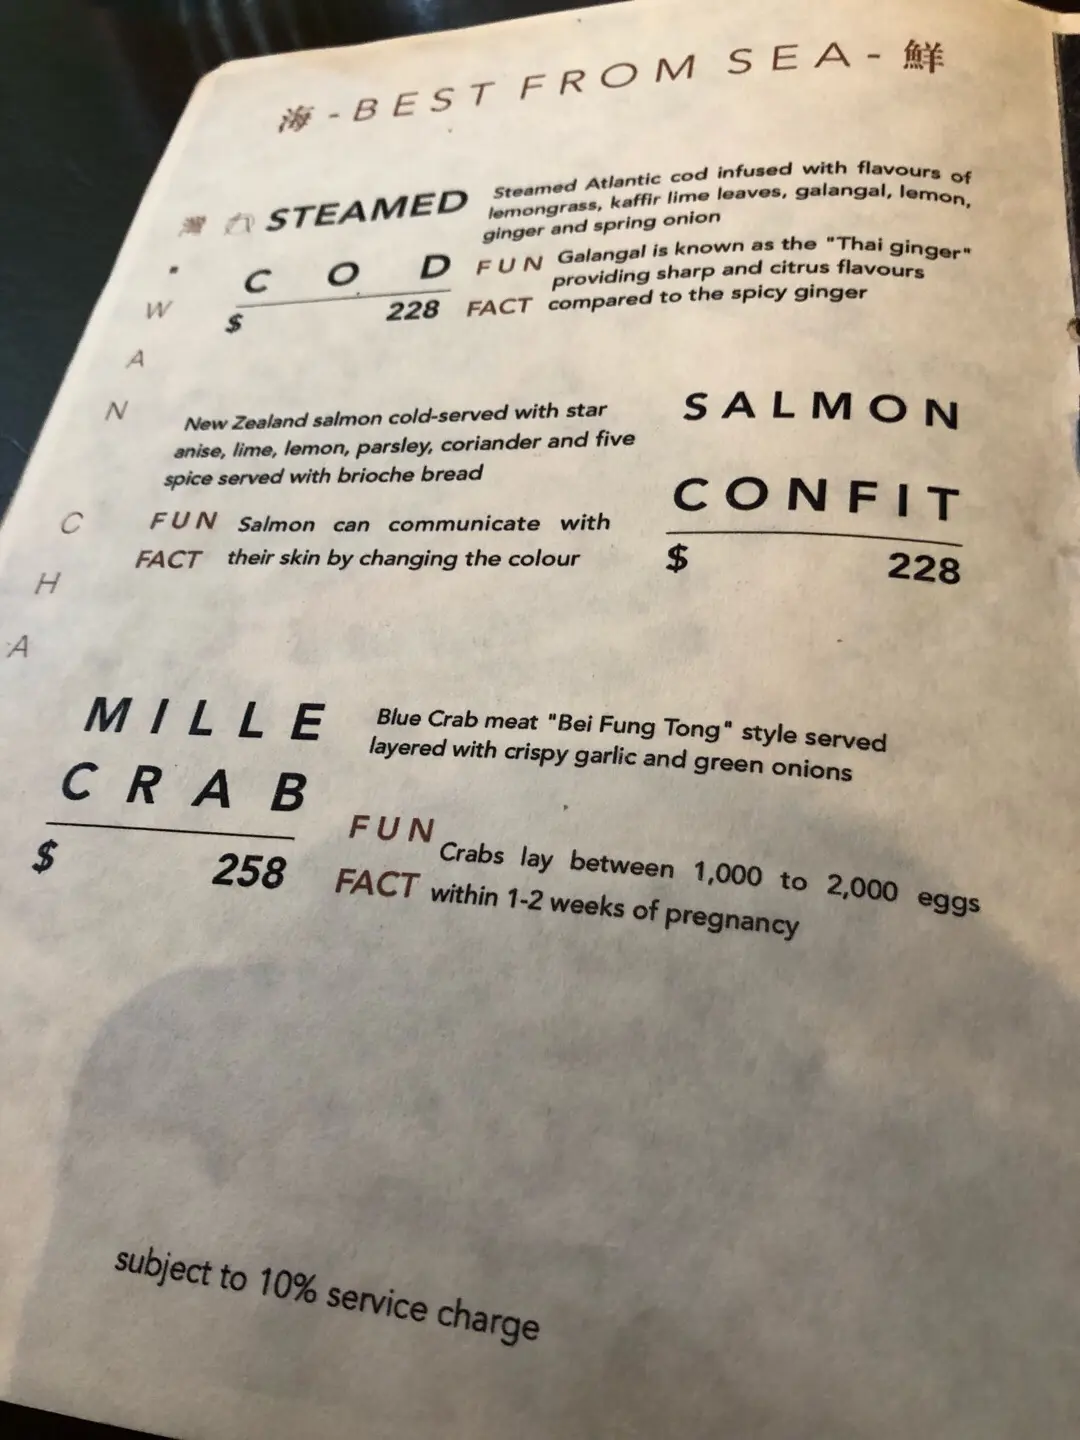 海 - BEST FROM SEA - 鮮
STEAMED
COD
$ 228
Steamed Atlantic cod infused with flavours of
lemongrass, kaffir lime leaves, galangal, lemon,
ginger and spring onion
FUN Galangal is known as the "Thai ginger"
providing sharp and citrus flavours
FACT compared to the spicy ginger
WAN
CHA
New Zealand salmon cold-served with star
anise, lime, lemon, parsley, coriander and five
spice served with brioche bread
FUN Salmon can communicate with
FACT their skin by changing the colour
SALMON
CONFIT
$ 228
MILLE
CRAB
$ 258
Blue Crab meat "Bei Fung Tong" style served
layered with crispy garlic and green onions
FUN Crabs lay between 1,000 to 2,000 eggs
FACT within 1-2 weeks of pregnancy
subject to 10% service charge